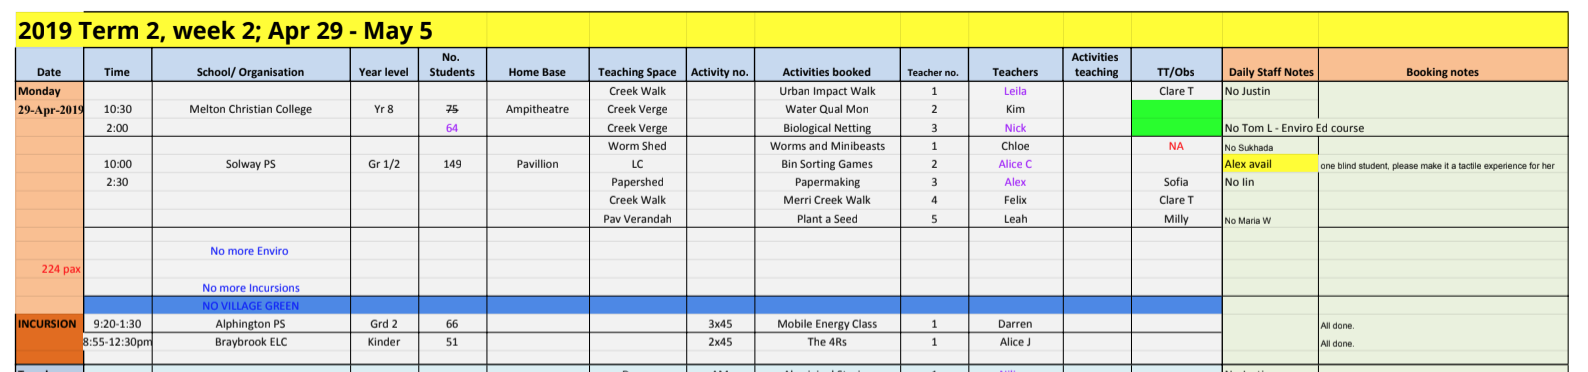 2019 Term 2, week 2; Apr 29 - May 5
Date Time School/ Organisation Year level No. Students Home Base Teaching Space Activity no. Activities booked Teacher no. Teachers Activities teaching TT/Obs Daily Staff Notes Booking notes
Monday Creek Walk Urban Impact Walk 1 Leila Clare T No Justin
29-Apr-2019 10:30 Melton Christian College Yr 8 75 Ampitheatre Creek Verge Water Qual Mon 2 Kim
2:00 64 Creek Verge Biological Netting 3 Nick No Tom L - Enviro Ed course
Worm Shed Worms and Minibeasts 1 Chloe NA No Sukhada
10:00 Solway PS Gr 1/2 149 Pavillion LC Bin Sorting Games 2 Alice C Alex avail one blind student, please make it a tactile experience for her
2:30 Papershed Papermaking 3 Alex Sofia No Iin
Creek Walk Merri Creek Walk 4 Felix Clare T
Pav Verandah Plant a Seed 5 Leah Milly No Maria W
No more Enviro
224 pax
No more Incursions
NO VILLAGE GREEN
INCURSION 9:20-1:30 Alphington PS Grd 2 66 3x45 Mobile Energy Class 1 Darren All done.
8:55-12:30pm Braybrook ELC Kinder 51 2x45 The 4Rs 1 Alice J All done.